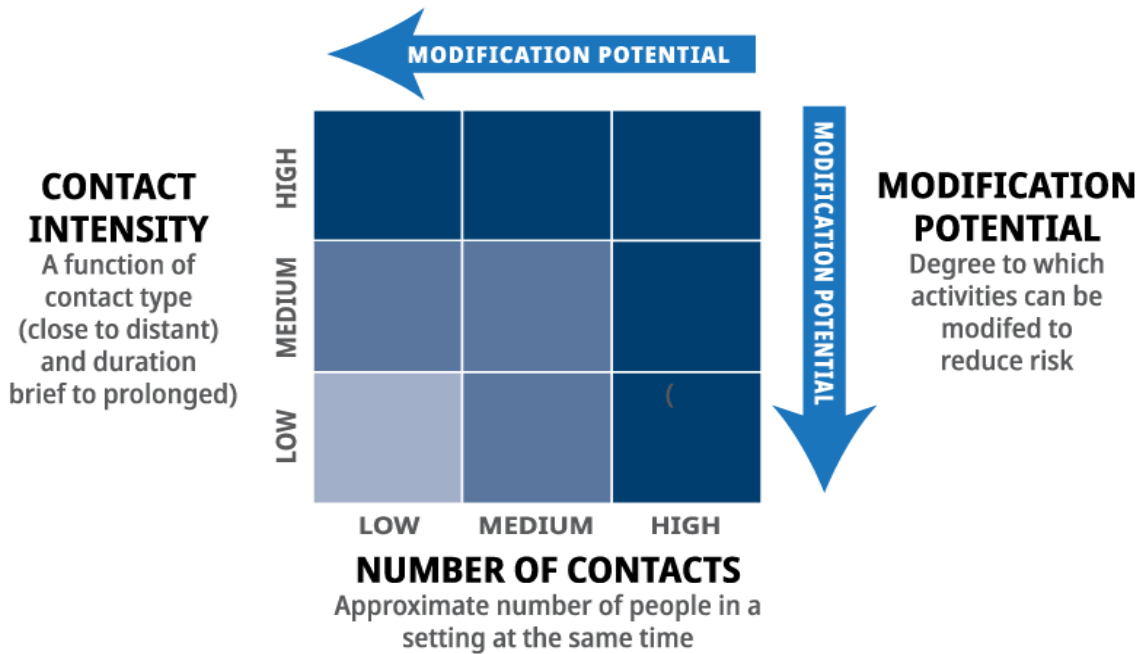 MODIFICATION POTENTIAL
CONTACT
INTENSITY
A function of
contact type
(close to distant)
and duration
brief to prolonged)
HIGH
MEDIUM
LOW
(
MODIFICATION POTENTIAL
MODIFICATION
POTENTIAL
Degree to which
activities can be
modifed to
reduce risk
LOW MEDIUM HIGH
NUMBER OF CONTACTS
Approximate number of people in a
setting at the same time